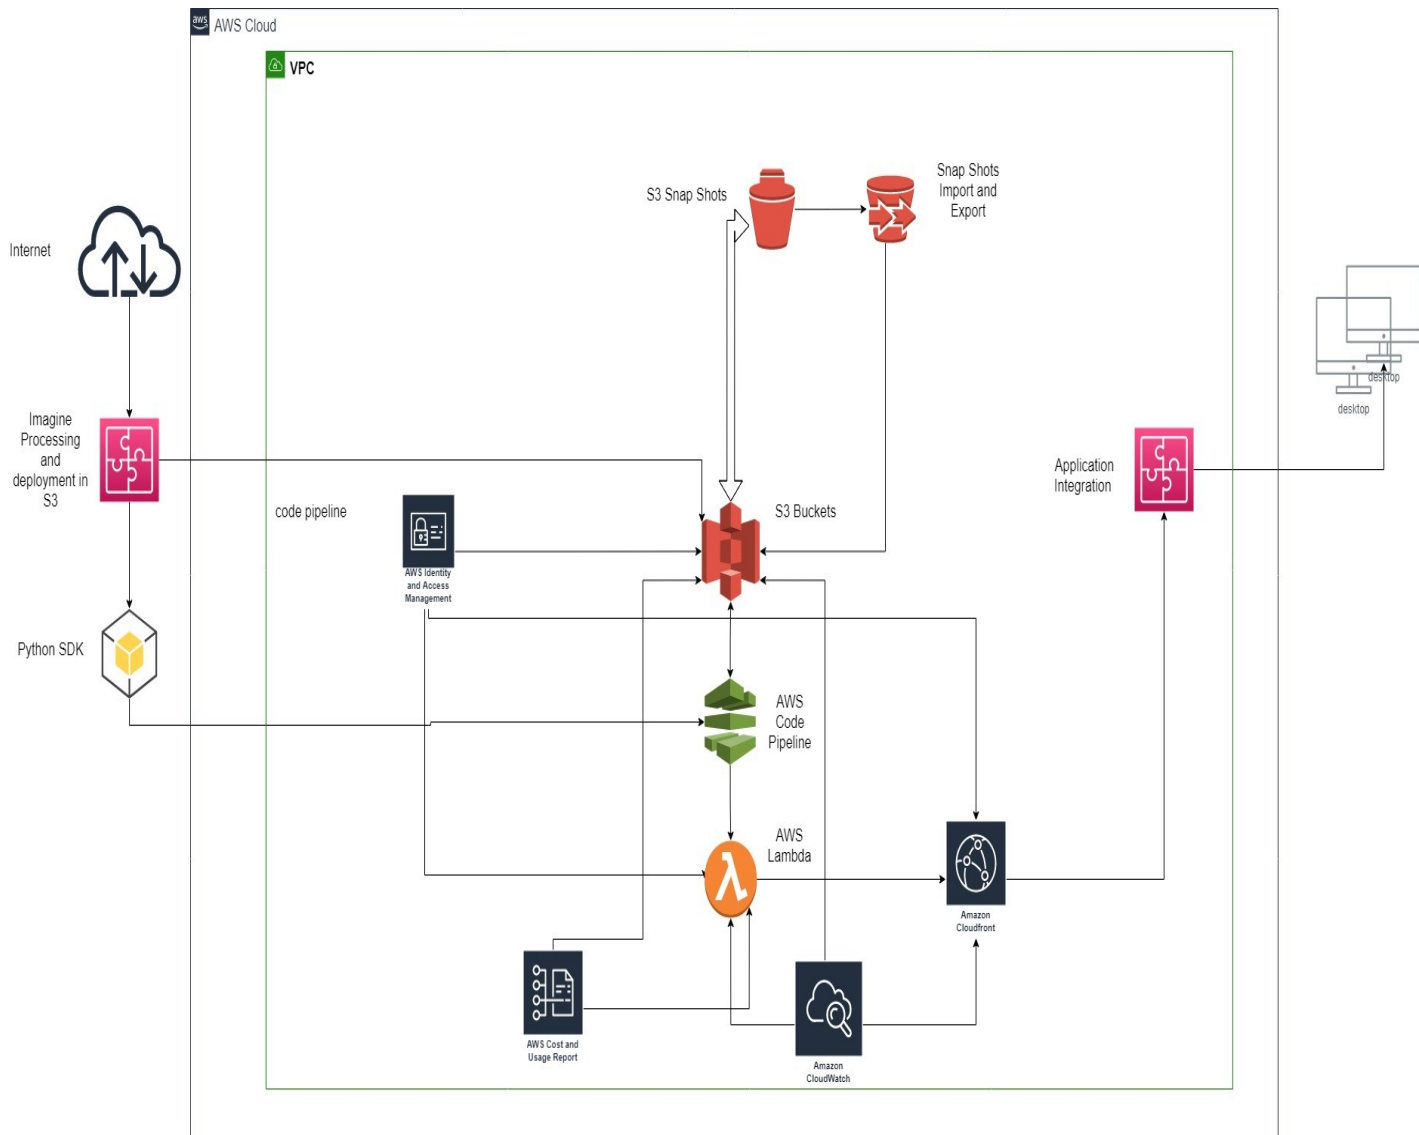 aws
AWS Cloud
VPC
S3 Snap Shots
Snap Shots
Import and
Export
Internet
desktop
desktop
Imagine
Processing
and
deployment in
S3
Application
Integration
code pipeline
S3 Buckets
AWS Identity
and Access
Management
Python SDK
AWS
Code
Pipeline
AWS
Lambda
Amazon
Cloudfront
AWS Cost and
Usage Report
Amazon
CloudWatch